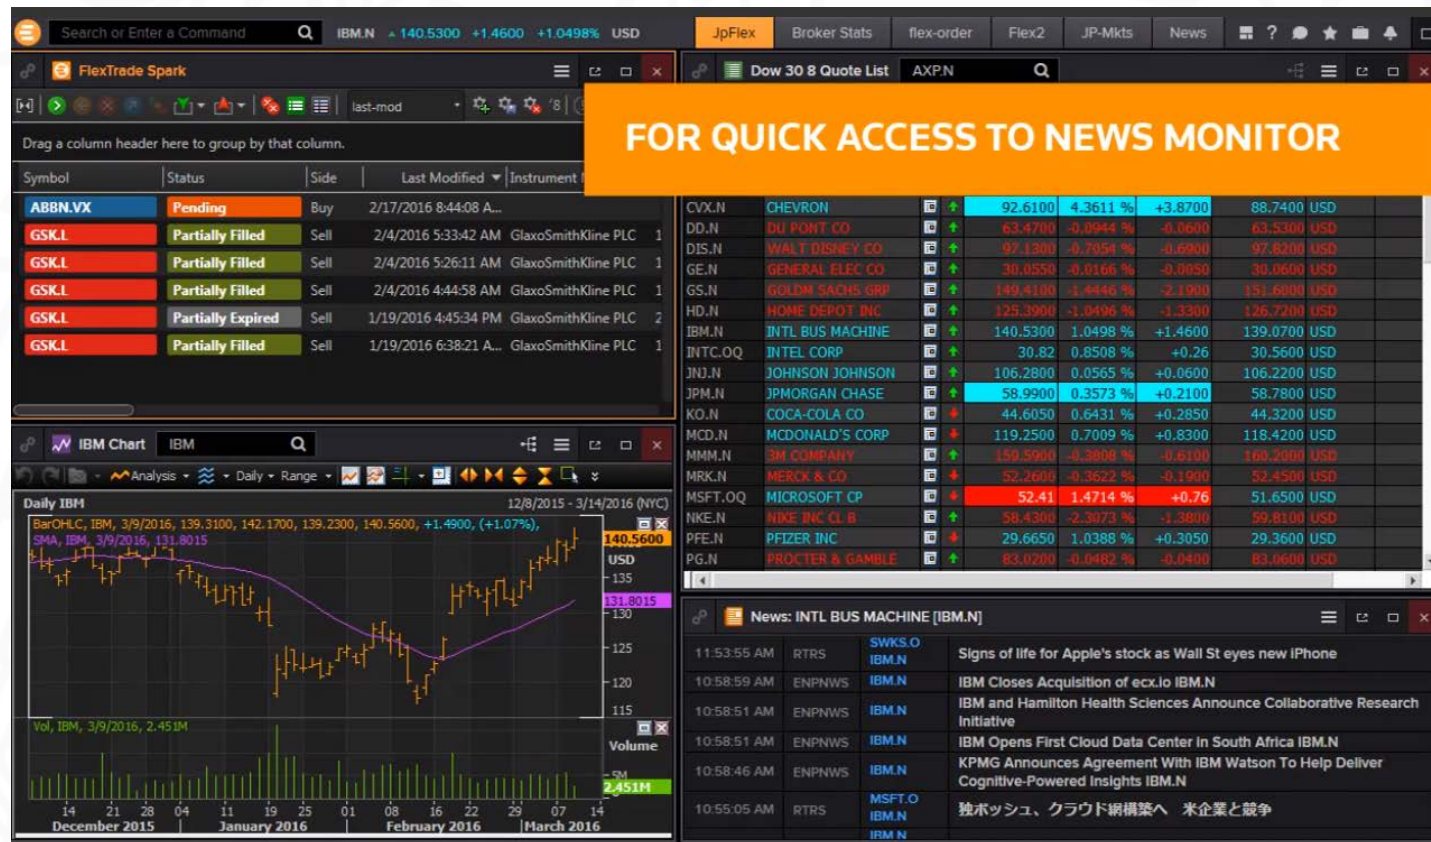 Search or Enter a Command
IBM.N 140.5300 +1.4600 +1.0498% USD
JpFlex Broker Stats flex-order Flex2 JP-Mkts News
FlexTrade Spark
last-mod
Drag a column header here to group by that column.
Symbol Status Side Last Modified Instrument
ABBN.VX Pending Buy 2/17/2016 8:44:08 A...
GSK.L Partially Filled Sell 2/4/2016 5:33:42 AM GlaxoSmithKline PLC 1
GSK.L Partially Filled Sell 2/4/2016 5:26:11 AM GlaxoSmithKline PLC 1
GSK.L Partially Filled Sell 2/4/2016 4:44:58 AM GlaxoSmithKline PLC 1
GSK.L Partially Expired Sell 1/19/2016 4:45:34 PM GlaxoSmithKline PLC 2
GSK.L Partially Filled Sell 1/19/2016 6:38:21 A... GlaxoSmithKline PLC 1
Dow 30 8 Quote List AXP.N
FOR QUICK ACCESS TO NEWS MONITOR
CVX.N CHEVRON 92.6100 4.3611 % +3.8700 88.7400 USD
DD.N DU PONT CO 63.4700 -0.0944 % -0.0600 63.5300 USD
DIS.N WALT DISNEY CO 97.1300 -0.7054 % -0.6900 97.8200 USD
GE.N GENERAL ELEC CO 30.0550 -0.0166 % -0.0050 30.0600 USD
GS.N GOLDM SACHS GRP 149.4100 -1.4446 % -2.1900 151.6000 USD
HD.N HOME DEPOT INC 125.3900 -1.0496 % -1.3300 126.7200 USD
IBM.N INTL BUS MACHINE 140.5300 1.0498 % +1.4600 139.0700 USD
INTC.OQ INTEL CORP 30.82 0.8508 % +0.26 30.5600 USD
JNJ.N JOHNSON JOHNSON 106.2800 0.0565 % +0.0600 106.2200 USD
JPM.N JPMORGAN CHASE 58.9900 0.3573 % +0.2100 58.7800 USD
KO.N COCA-COLA CO 44.6050 0.6431 % +0.2850 44.3200 USD
MCD.N MCDONALD'S CORP 119.2500 0.7009 % +0.8300 118.4200 USD
MMM.N 3M COMPANY 159.5900 -0.3808 % -0.6100 160.2000 USD
MRK.N MERCK & CO 52.2600 -0.3622 % -0.1900 52.4500 USD
MSFT.OQ MICROSOFT CP 52.41 1.4714 % +0.76 51.6500 USD
NKE.N NIKE INC CL B 58.4300 -2.3073 % -1.3800 59.8100 USD
PFE.N PFIZER INC 29.6650 1.0388 % +0.3050 29.3600 USD
PG.N PROCTER & GAMBLE 83.0200 -0.0482 % -0.0400 83.0600 USD
IBM Chart IBM
Analysis Daily Range
Daily IBM 12/8/2015 - 3/14/2016 (NYC)
BarOHLC, IBM, 3/9/2016, 139.3100, 142.1700, 139.2300, 140.5600, +1.4900, (+1.07%),
SMA, IBM, 3/9/2016, 131.8015
140.5600
USD
135
131.8015
130
125
120
115
Vol, IBM, 3/9/2016, 2.451M
Volume
5M
2.451M
14 21 28 04 11 19 25 01 08 16 22 29 07 14
December 2015 January 2016 February 2016 March 2016
News: INTL BUS MACHINE [IBM.N]
11:53:55 AM RTRS SWKS.O IBM.N Signs of life for Apple's stock as Wall St eyes new iPhone
10:58:59 AM ENPNWS IBM.N IBM Closes Acquisition of ecx.io IBM.N
10:58:51 AM ENPNWS IBM.N IBM and Hamilton Health Sciences Announce Collaborative Research
Initiative
10:58:51 AM ENPNWS IBM.N IBM Opens First Cloud Data Center in South Africa IBM.N
10:58:46 AM ENPNWS IBM.N KPMG Announces Agreement With IBM Watson To Help Deliver
Cognitive-Powered Insights IBM.N
10:55:05 AM RTRS MSFT.O IBM.N 独ボッシュ、クラウド網構築へ 米企業と競争
IBM.N